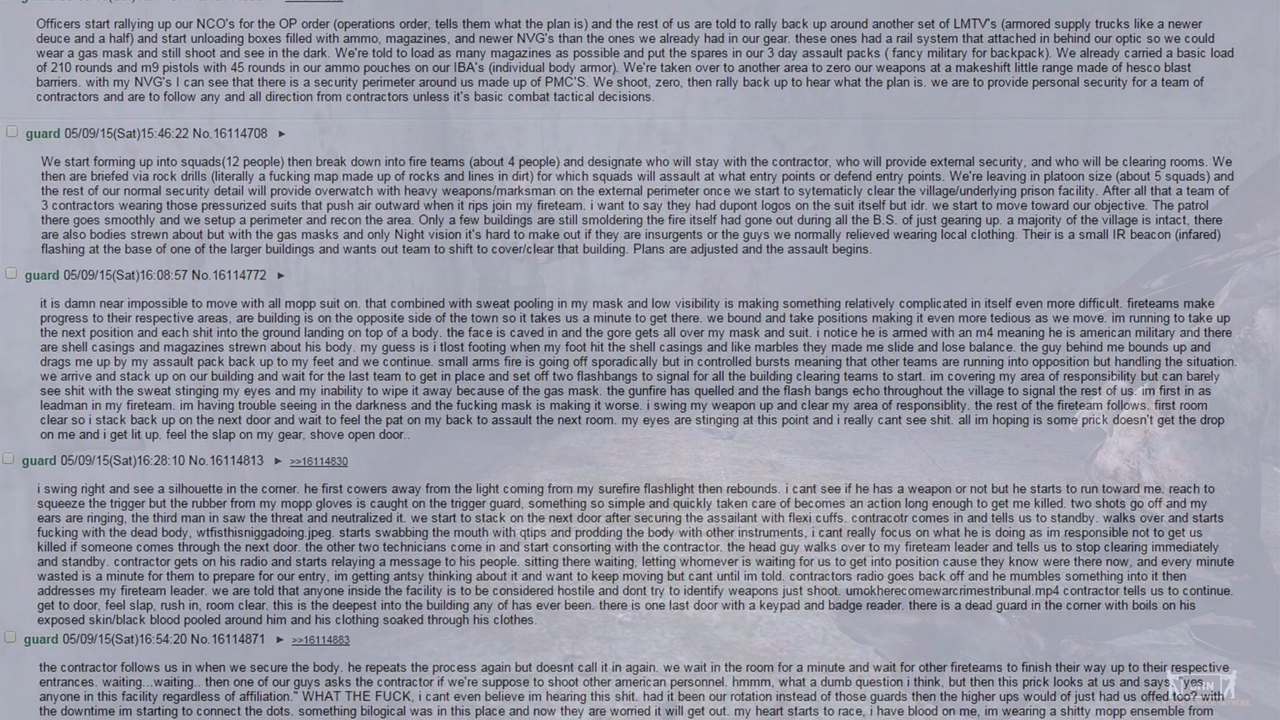 Officers start rallying up our NCO's for the OP order (operations order, tells them what the plan is) and the rest of us are told to rally back up around another set of LMTV's (armored supply trucks like a newer
deuce and a half) and start unloading boxes filled with ammo, magazines, and newer NVG's than the ones we already had in our gear. these ones had a rail system that attached in behind our optic so we could
wear a gas mask and still shoot and see in the dark. We're told to load as many magazines as possible and put the spares in our 3 day assault packs ( fancy military for backpack). We already carried a basic load
of 210 rounds and m9 pistols with 45 rounds in our ammo pouches on our IBA's (individual body armor). We're taken over to another area to zero our weapons at a makeshift little range made of hesco blast
barriers. with my NVG's I can see that there is a security perimeter around us made up of PMC'S. We shoot, zero, then rally back up to hear what the plan is. we are to provide personal security for a team of
contractors and are to follow any and all direction from contractors unless it's basic combat tactical decisions.
guard 05/09/15(Sat)15:46:22 No.16114708 ►
We start forming up into squads(12 people) then break down into fire teams (about 4 people) and designate who will stay with the contractor, who will provide external security, and who will be clearing rooms. We
then are briefed via rock drills (literally a fucking map made up of rocks and lines in dirt) for which squads will assault at what entry points or defend entry points. We're leaving in platoon size (about 5 squads) and
the rest of our normal security detail will provide overwatch with heavy weapons/marksman on the external perimeter once we start to sytematicly clear the village/underlying prison facility. After all that a team of
3 contractors wearing those pressurized suits that push air outward when it rips join my fireteam. i want to say they had dupont logos on the suit itself but idr. we start to move toward our objective. The patrol
there goes smoothly and we setup a perimeter and recon the area. Only a few buildings are still smoldering the fire itself had gone out during all the B.S. of just gearing up. a majority of the village is intact, there
are also bodies strewn about but with the gas masks and only Night vision it's hard to make out if they are insurgents or the guys we normally relieved wearing local clothing. Their is a small IR beacon (infared)
flashing at the base of one of the larger buildings and wants out team to shift to cover/clear that building. Plans are adjusted and the assault begins.
guard 05/09/15(Sat)16:08:57 No.16114772 ►
it is damn near impossible to move with all mopp suit on. that combined with sweat pooling in my mask and low visibility is making something relatively complicated in itself even more difficult. fireteams make
progress to their respective areas, are building is on the opposite side of the town so it takes us a minute to get there. we bound and take positions making it even more tedious as we move. im running to take up
the next position and each shit into the ground landing on top of a body. the face is caved in and the gore gets all over my mask and suit. i notice he is armed with an m4 meaning he is american military and there
are shell casings and magazines strewn about his body. my guess is i tlost footing when my foot hit the shell casings and like marbles they made me slide and lose balance. the guy behind me bounds up and
drags me up by my assault pack back up to my feet and we continue. small arms fire is going off sporadically but in controlled bursts meaning that other teams are running into opposition but handling the situation.
we arrive and stack up on our building and wait for the last team to get in place and set off two flashbangs to signal for all the building clearing teams to start. im covering my area of responsibility but can barely
see shit with the sweat stinging my eyes and my inability to wipe it away because of the gas mask. the gunfire has quelled and the flash bangs echo throughout the village to signal the rest of us. im first in as
leadman in my fireteam. im having trouble seeing in the darkness and the fucking mask is making it worse. i swing my weapon up and clear my area of responsiblity. the rest of the fireteam follows. first room
clear so i stack back up on the next door and wait to feel the pat on my back to assault the next room. my eyes are stinging at this point and i really cant see shit. all im hoping is some prick doesn't get the drop
on me and i get lit up. feel the slap on my gear, shove open door..
guard 05/09/15(Sat)16:28:10 No.16114813 ► >>16114830
i swing right and see a silhouette in the corner. he first cowers away from the light coming from my surefire flashlight then rebounds. i cant see if he has a weapon or not but he starts to run toward me. reach to
squeeze the trigger but the rubber from my mopp gloves is caught on the trigger guard, something so simple and quickly taken care of becomes an action long enough to get me killed. two shots go off and my
ears are ringing, the third man in saw the threat and neutralized it. we start to stack on the next door after securing the assailant with flexi cuffs. contracotr comes in and tells us to standby. walks over and starts
fucking with the dead body, wtfisthisniggadoing.jpeg. starts swabbing the mouth with qtips and prodding the body with other instruments, i cant really focus on what he is doing as im responsible not to get us
killed if someone comes through the next door. the other two technicians come in and start consorting with the contractor. the head guy walks over to my fireteam leader and tells us to stop clearing immediately
and standby. contractor gets on his radio and starts relaying a message to his people. sitting there waiting, letting whomever is waiting for us to get into position cause they know were there now, and every minute
wasted is a minute for them to prepare for our entry, im getting antsy thinking about it and want to keep moving but cant until im told. contractors radio goes back off and he mumbles something into it then
addresses my fireteam leader. we are told that anyone inside the facility is to be considered hostile and dont try to identify weapons just shoot. umokherecomewarcrimestribunal.mp4 contractor tells us to continue.
get to door, feel slap, rush in, room clear. this is the deepest into the building any of has ever been. there is one last door with a keypad and badge reader. there is a dead guard in the corner with boils on his
exposed skin/black blood pooled around him and his clothing soaked through his clothes.
guard 05/09/15(Sat)16:54:20 No.16114871 ► >>16114883
the contractor follows us in when we secure the body. he repeats the process again but doesnt call it in again. we wait in the room for a minute and wait for other fireteams to finish their way up to their respective
entrances. waiting...waiting.. then one of our guys asks the contractor if we're suppose to shoot other american personnel. hmmm, what a dumb question i think, but then this prick looks at us and says, "yes,
anyone in this facility regardless of affiliation." WHAT THE FUCK, i cant even believe im hearing this shit. had it been our rotation instead of those guards then the higher ups would of just had us offed too? with
the downtime im starting to connect the dots. something bilogical was in this place and now they are worried it will get out. my heart starts to race, i have blood on me, im wearing a shitty mopp ensemble from